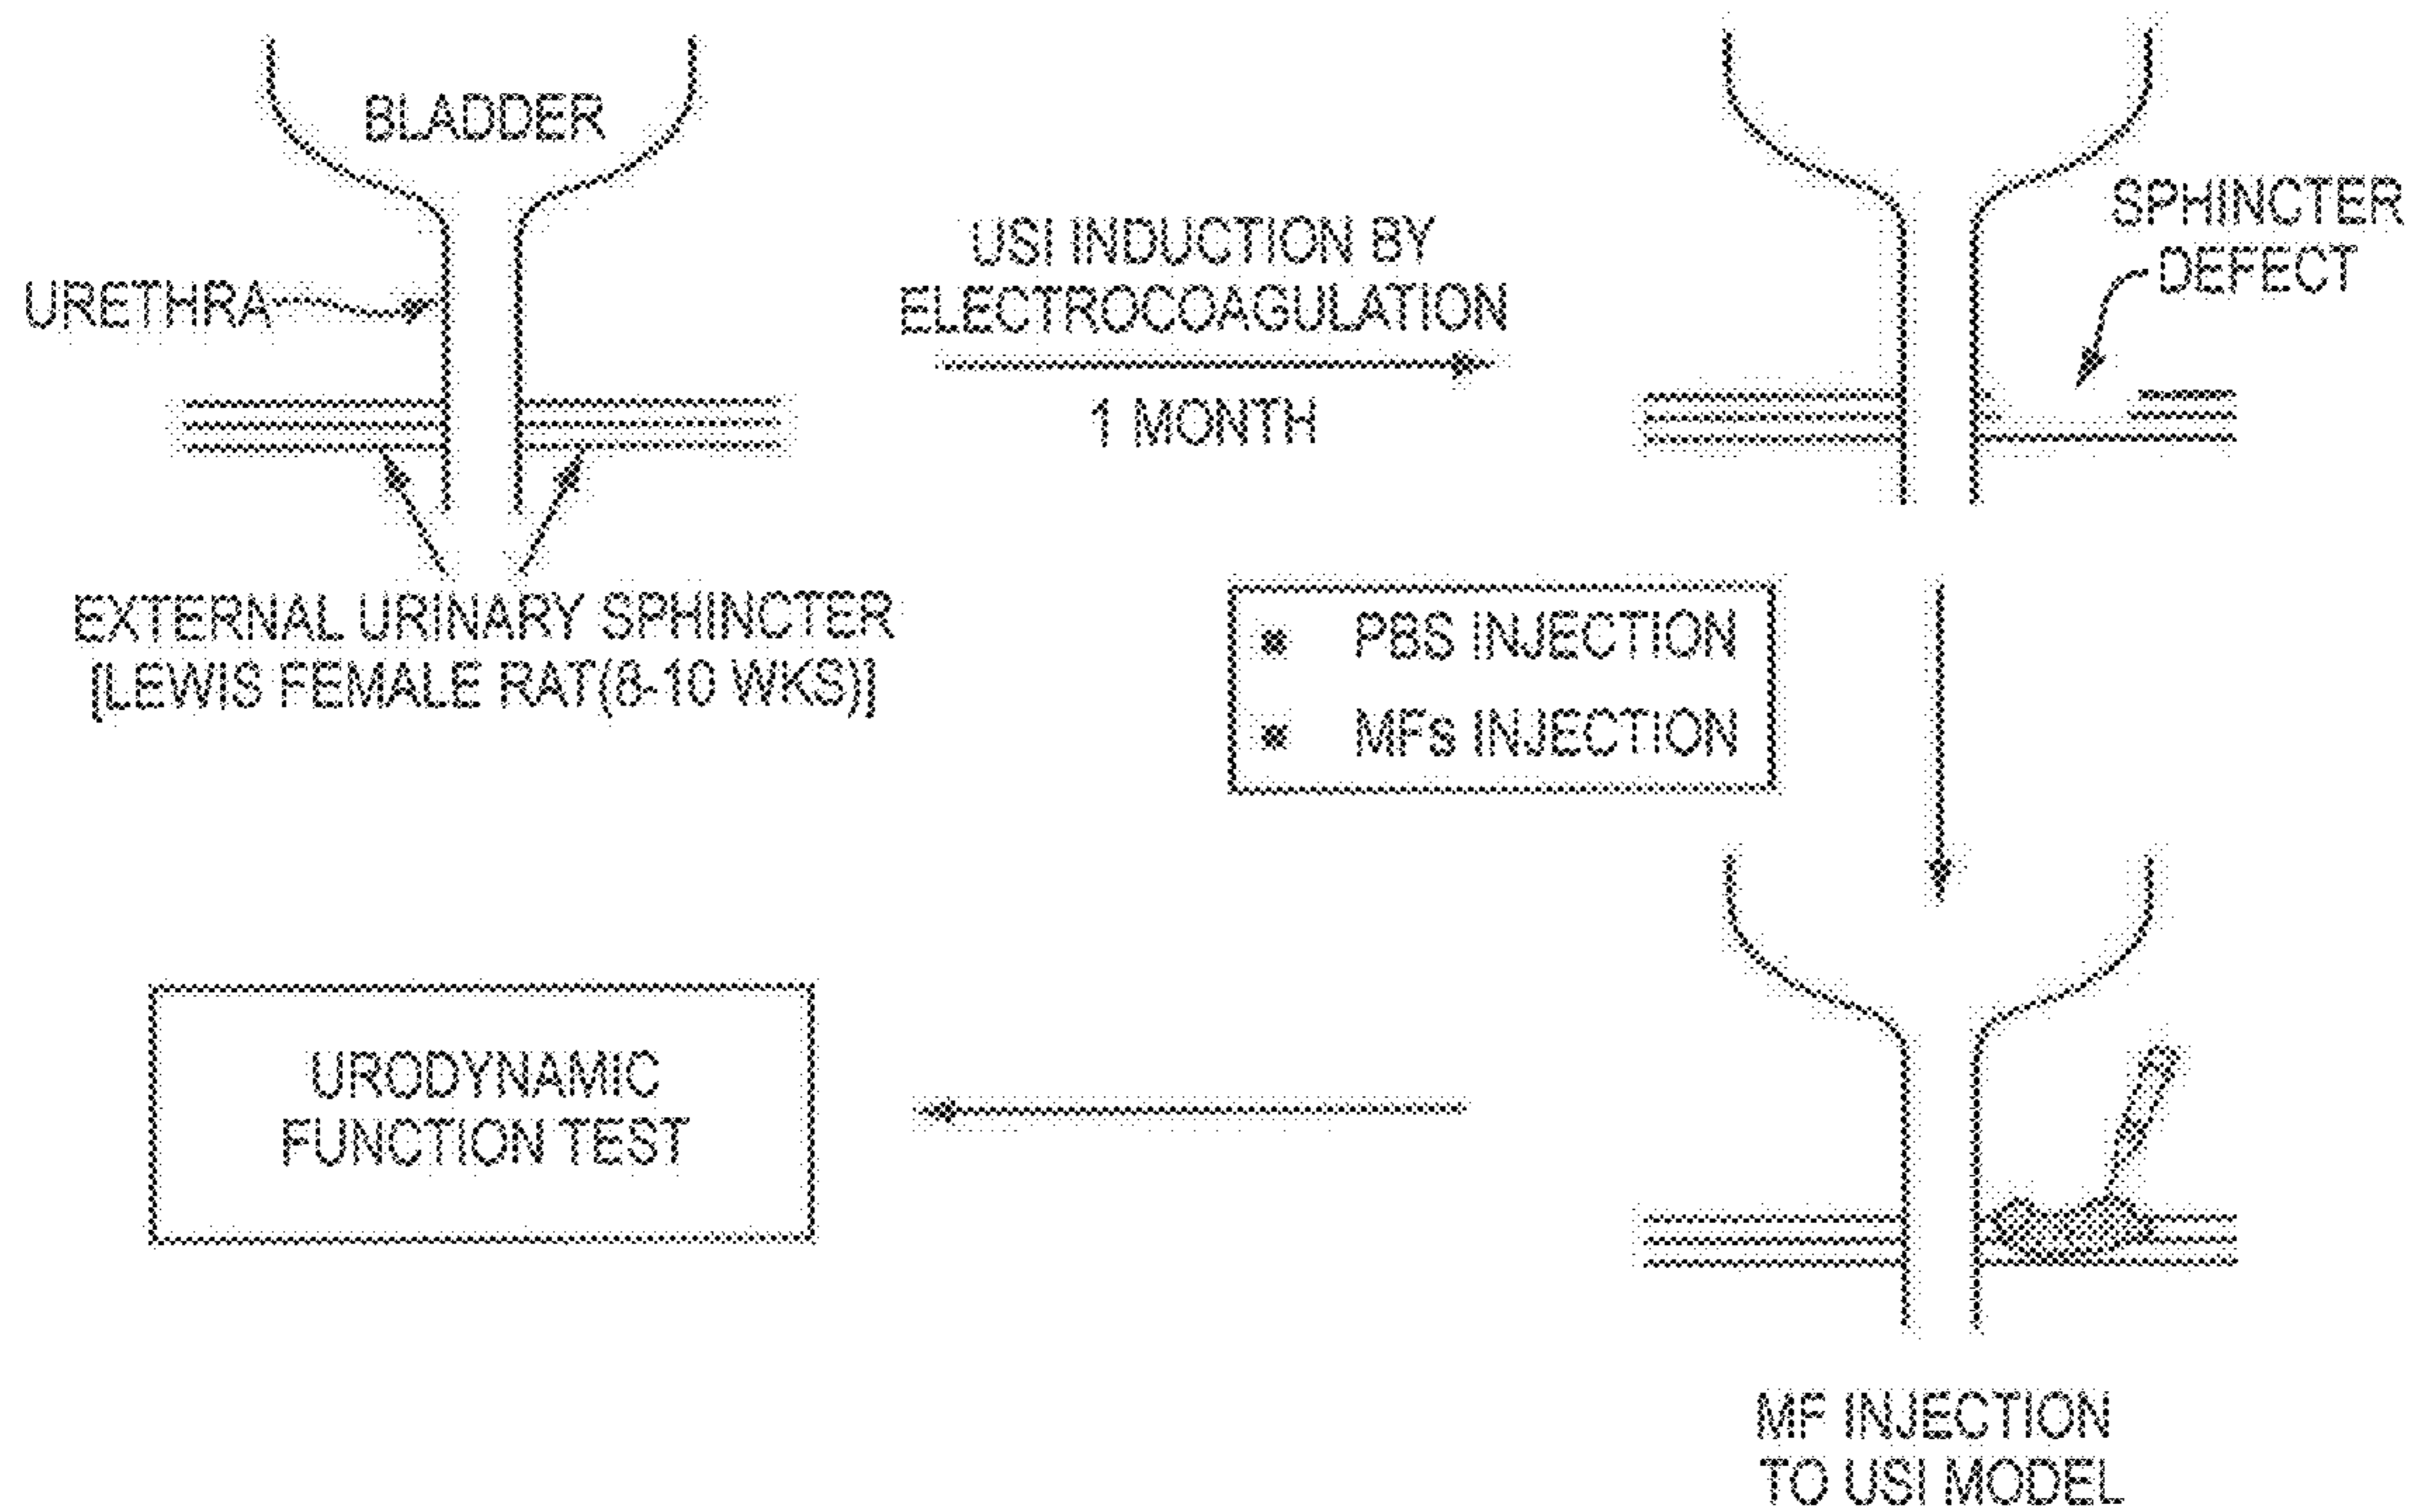 BLADDER
URETHRA
EXTERNAL URINARY SPHINCTER
[LEWIS FEMALE RAT(8-10 WKS)]
USI INDUCTION BY
ELECTROCOAGULATION
1 MONTH
SPHINCTER
DEFECT
PBS INJECTION
MFs INJECTION
MF INJECTION
TO USI MODEL
URODYNAMIC
FUNCTION TEST